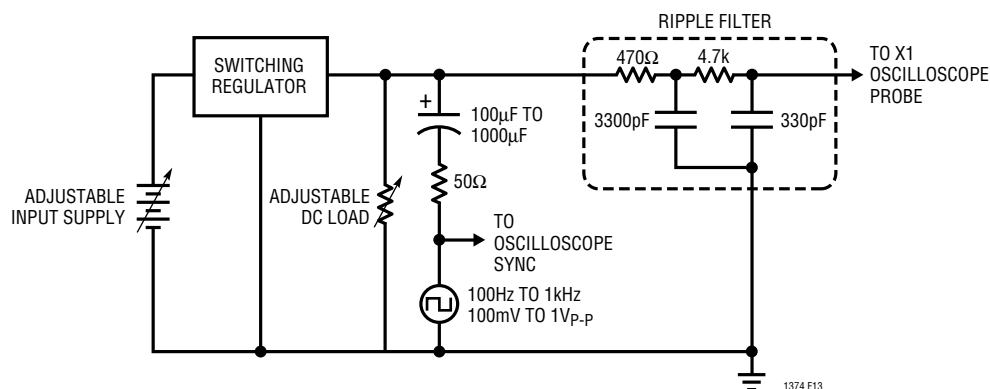 RIPPLE FILTER
SWITCHING
REGULATOR
470Ω
4.7k
TO X1
OSCILLOSCOPE
PROBE
+
100µF TO
1000µF
3300pF
330pF
50Ω
ADJUSTABLE
INPUT SUPPLY
ADJUSTABLE
DC LOAD
TO
OSCILLOSCOPE
SYNC
100Hz TO 1kHz
100mV TO 1VP-P
1374 F13